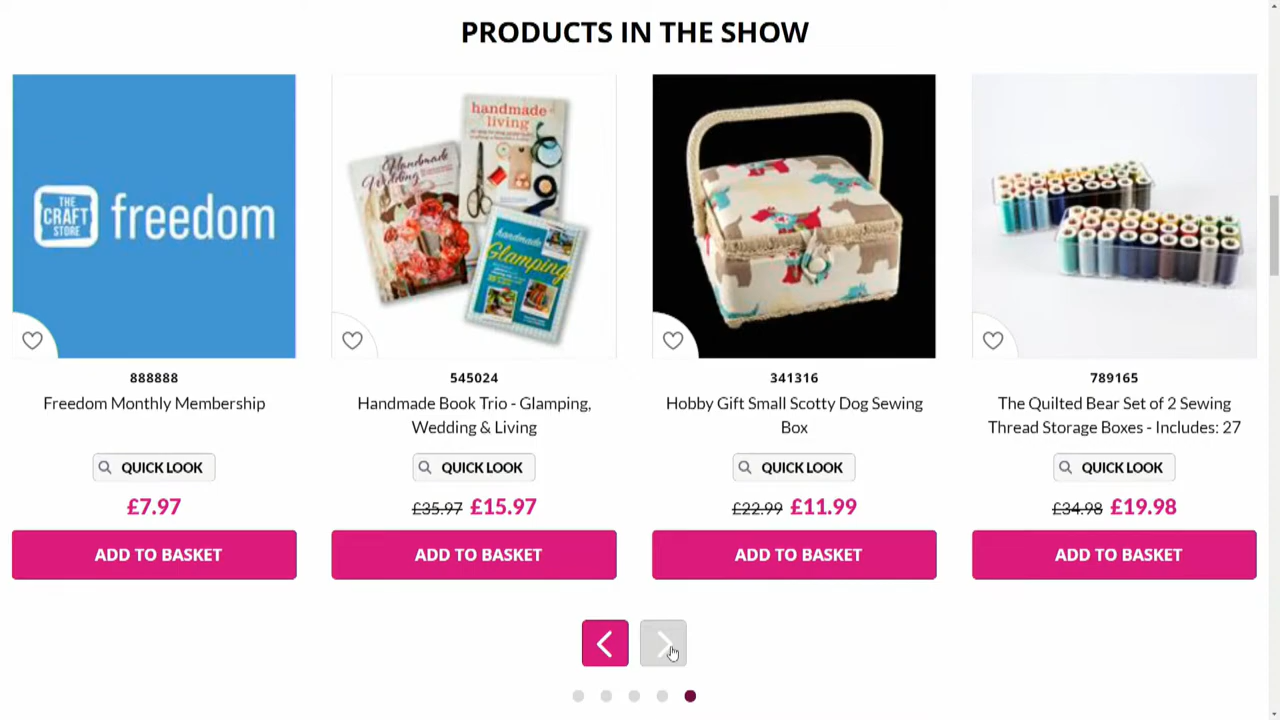 PRODUCTS IN THE SHOW
THE
CRAFT
STORE
freedom
Handmade
Wedding
handmade
living
handmade
Glamping
888888
Freedom Monthly Membership
QUICK LOOK
£7.97
ADD TO BASKET
545024
Handmade Book Trio - Glamping,
Wedding & Living
QUICK LOOK
£35.97 £15.97
ADD TO BASKET
341316
Hobby Gift Small Scotty Dog Sewing
Box
QUICK LOOK
£22.99 £11.99
ADD TO BASKET
789165
The Quilted Bear Set of 2 Sewing
Thread Storage Boxes - Includes: 27
QUICK LOOK
£34.98 £19.98
ADD TO BASKET